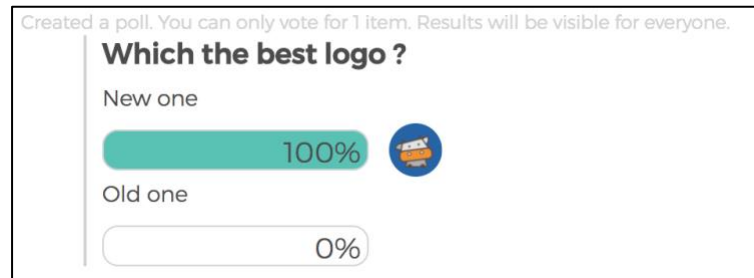 Created a poll. You can only vote for 1 item. Results will be visible for everyone.
Which the best logo ?
New one
100%
Old one
0%